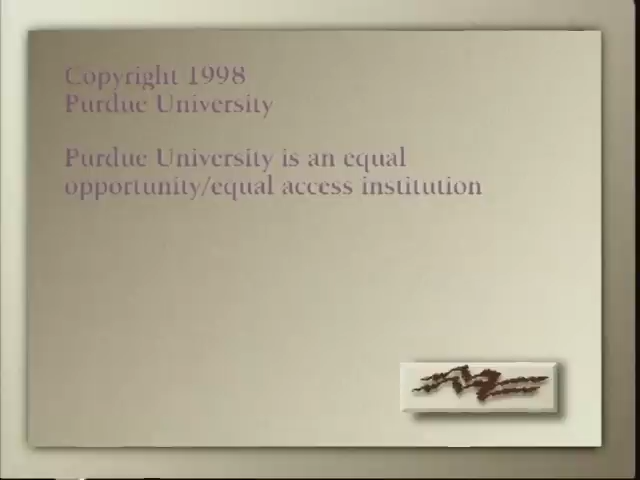 Copyright 1998
Purdue University
Purdue University is an equal
opportunity/equal access institution